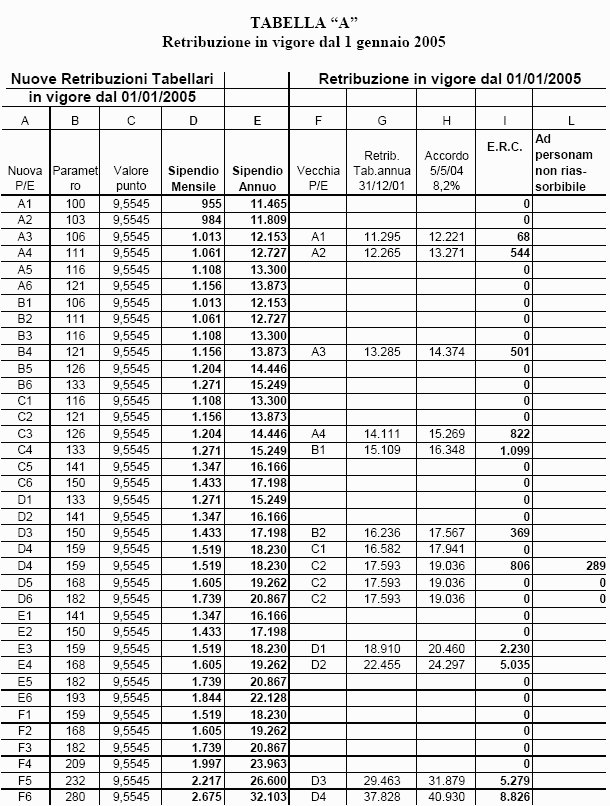 TABELLA “A”
Retribuzione in vigore dal 1 gennaio 2005
Nuove Retribuzioni Tabellari Retribuzione in vigore dal 01/01/2005
in vigore dal 01/01/2005
A B C D E F G H I L
Nuova P/E Paramet ro Valore punto Sipendio Mensile Sipendio Annuo Vecchia P/E Retrib. Tab.annua 31/12/01 Accordo 5/5/04 8,2% E.R.C. Ad personam non rias- sorbibile
A1 100 9,5545 955 11.465 0
A2 103 9,5545 984 11.809 0
A3 106 9,5545 1.013 12.153 A1 11.295 12.221 68
A4 111 9,5545 1.061 12.727 A2 12.265 13.271 544
A5 116 9,5545 1.108 13.300 0
A6 121 9,5545 1.156 13.873 0
B1 106 9,5545 1.013 12.153 0
B2 111 9,5545 1.061 12.727 0
B3 116 9,5545 1.108 13.300 0
B4 121 9,5545 1.156 13.873 A3 13.285 14.374 501
B5 126 9,5545 1.204 14.446 0
B6 133 9,5545 1.271 15.249 0
C1 116 9,5545 1.108 13.300 0
C2 121 9,5545 1.156 13.873 0
C3 126 9,5545 1.204 14.446 A4 14.111 15.269 822
C4 133 9,5545 1.271 15.249 B1 15.109 16.348 1.099
C5 141 9,5545 1.347 16.166 0
C6 150 9,5545 1.433 17.198 0
D1 133 9,5545 1.271 15.249 0
D2 141 9,5545 1.347 16.166 0
D3 150 9,5545 1.433 17.198 B2 16.236 17.567 369
D4 159 9,5545 1.519 18.230 C1 16.582 17.941 0
D4 159 9,5545 1.519 18.230 C2 17.593 19.036 806 289
D5 168 9,5545 1.605 19.262 C2 17.593 19.036 0 0
D6 182 9,5545 1.739 20.867 C2 17.593 19.036 0 0
E1 141 9,5545 1.347 16.166 0
E2 150 9,5545 1.433 17.198 0
E3 159 9,5545 1.519 18.230 D1 18.910 20.460 2.230
E4 168 9,5545 1.605 19.262 D2 22.455 24.297 5.035
E5 182 9,5545 1.739 20.867 0
E6 193 9,5545 1.844 22.128 0
F1 159 9,5545 1.519 18.230 0
F2 168 9,5545 1.605 19.262 0
F3 182 9,5545 1.739 20.867 0
F4 209 9,5545 1.997 23.963 0
F5 232 9,5545 2.217 26.600 D3 29.463 31.879 5.279
F6 280 9,5545 2.675 32.103 D4 37.828 40.930 8.826